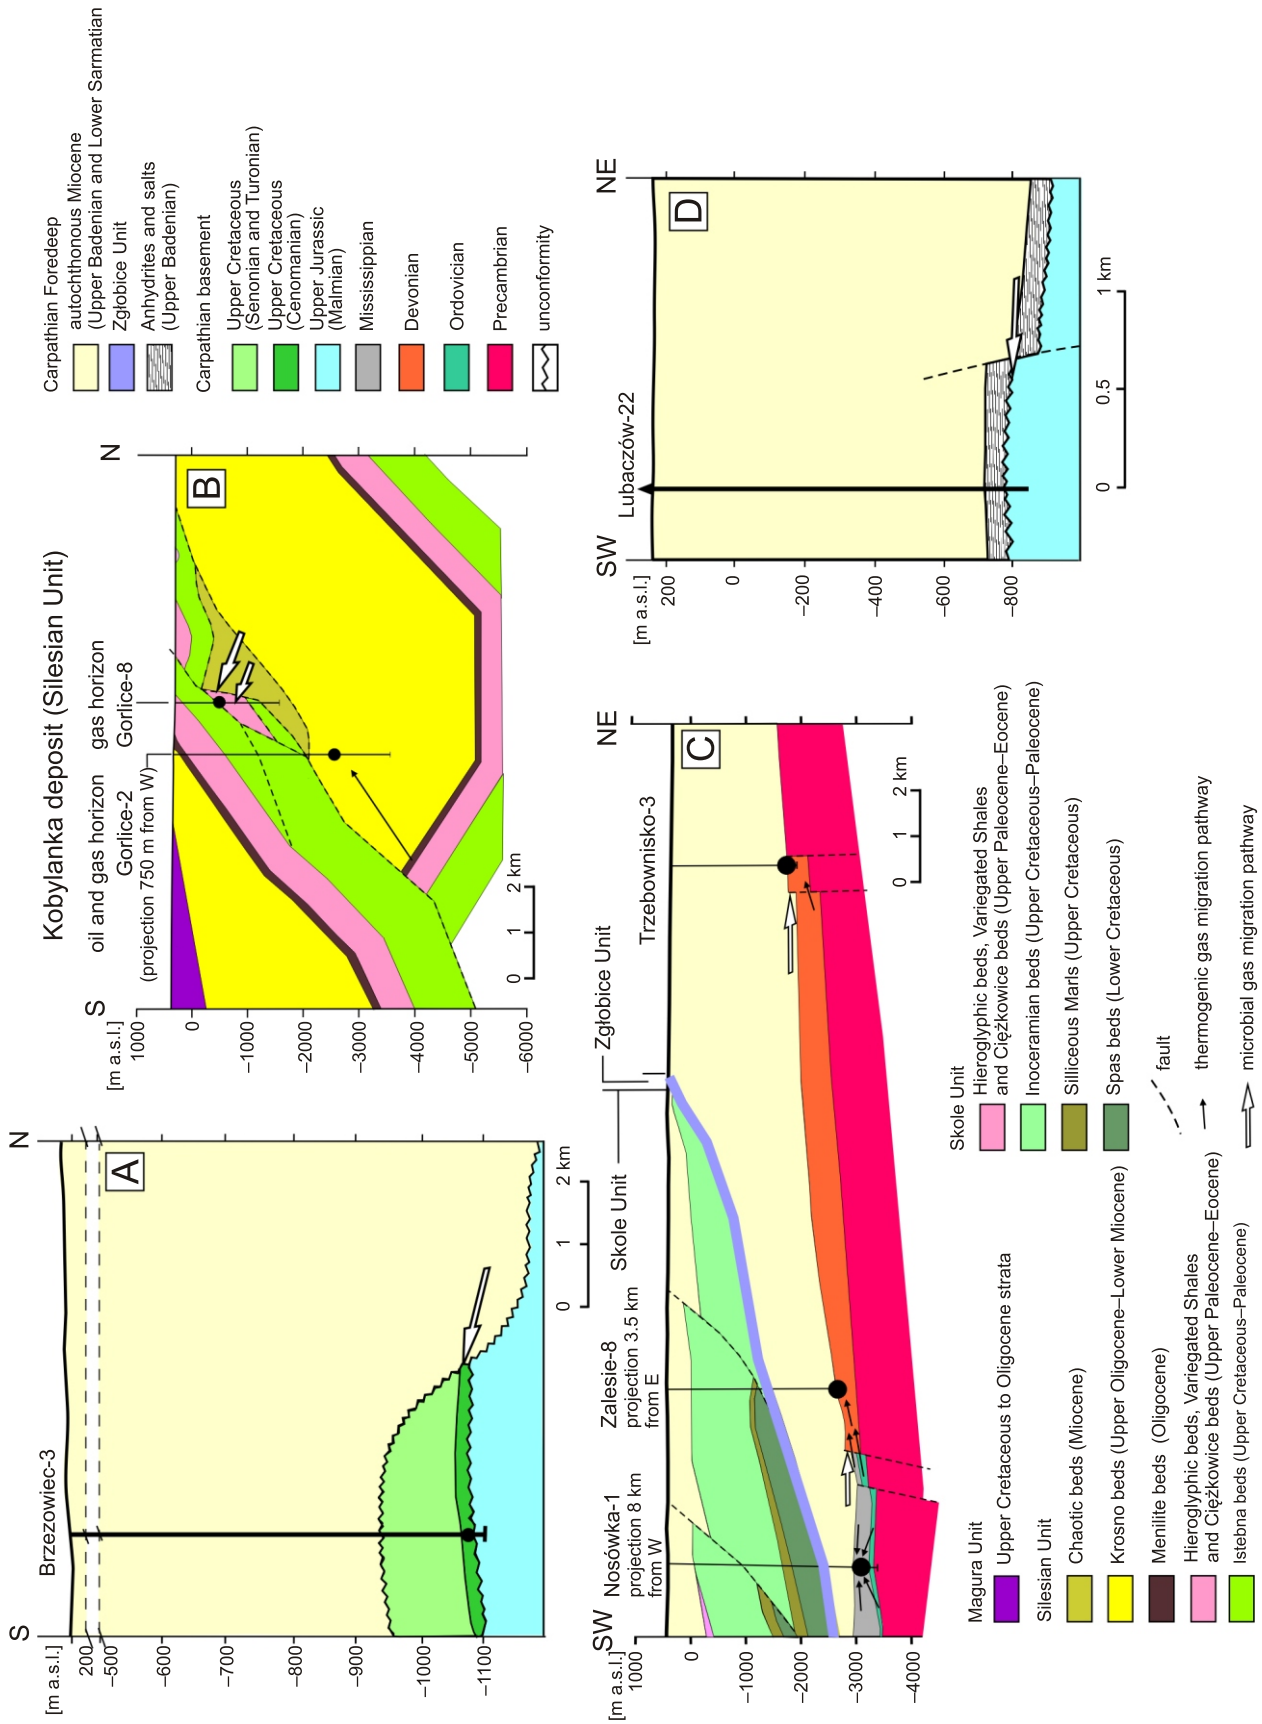 S
N
Brzezowiec-3
[m a.s.l.]
200
–500
–600
–700
–800
–900
–1000
–1100
A
0
1
2 km
Kobylanka deposit (Silesian Unit)
oil and gas horizon
Gorlice-2
(projection 750 m from W)
gas horizon
Gorlice-8
S
N
[m a.s.l.]
1000
0
–1000
–2000
–3000
–4000
–5000
–6000
B
0
1
2 km
Carpathian Foredeep
autochthonous Miocene
(Upper Badenian and Lower Sarmatian
Zgłobice Unit
Anhydrites and salts
(Upper Badenian)
Carpathian basement
Upper Cretaceous
(Senonian and Turonian)
Upper Cretaceous
(Cenomanian)
Upper Jurassic
(Malmian)
Mississippian
Devonian
Ordovician
Precambrian
unconformity
SW
NE
Nosówka-1
projection 8 km
from W
Zalesie-8
projection 3.5 km
from E
Skole Unit
Zgłobice Unit
Trzebownisko-3
[m a.s.l.]
1000
0
–1000
–2000
–3000
–4000
C
0
1
2 km
SW
NE
Lubaczów-22
[m a.s.l.]
200
0
–200
–400
–600
–800
D
0
0.5
1 km
Magura Unit
Upper Cretaceous to Oligocene strata
Silesian Unit
Chaotic beds (Miocene)
Krosno beds (Upper Oligocene–Lower Miocene)
Menilite beds (Oligocene)
Hieroglyphic beds, Variegated Shales
and Ciężkowice beds (Upper Paleocene–Eocene)
Istebna beds (Upper Cretaceous–Paleocene)
Skole Unit
Hieroglyphic beds, Variegated Shales
and Ciężkowice beds (Upper Paleocene–Eocene)
Inoceramian beds (Upper Cretaceous–Paleocene)
Silliceous Marls (Upper Cretaceous)
Spas beds (Lower Cretaceous)
fault
thermogenic gas migration pathway
microbial gas migration pathway